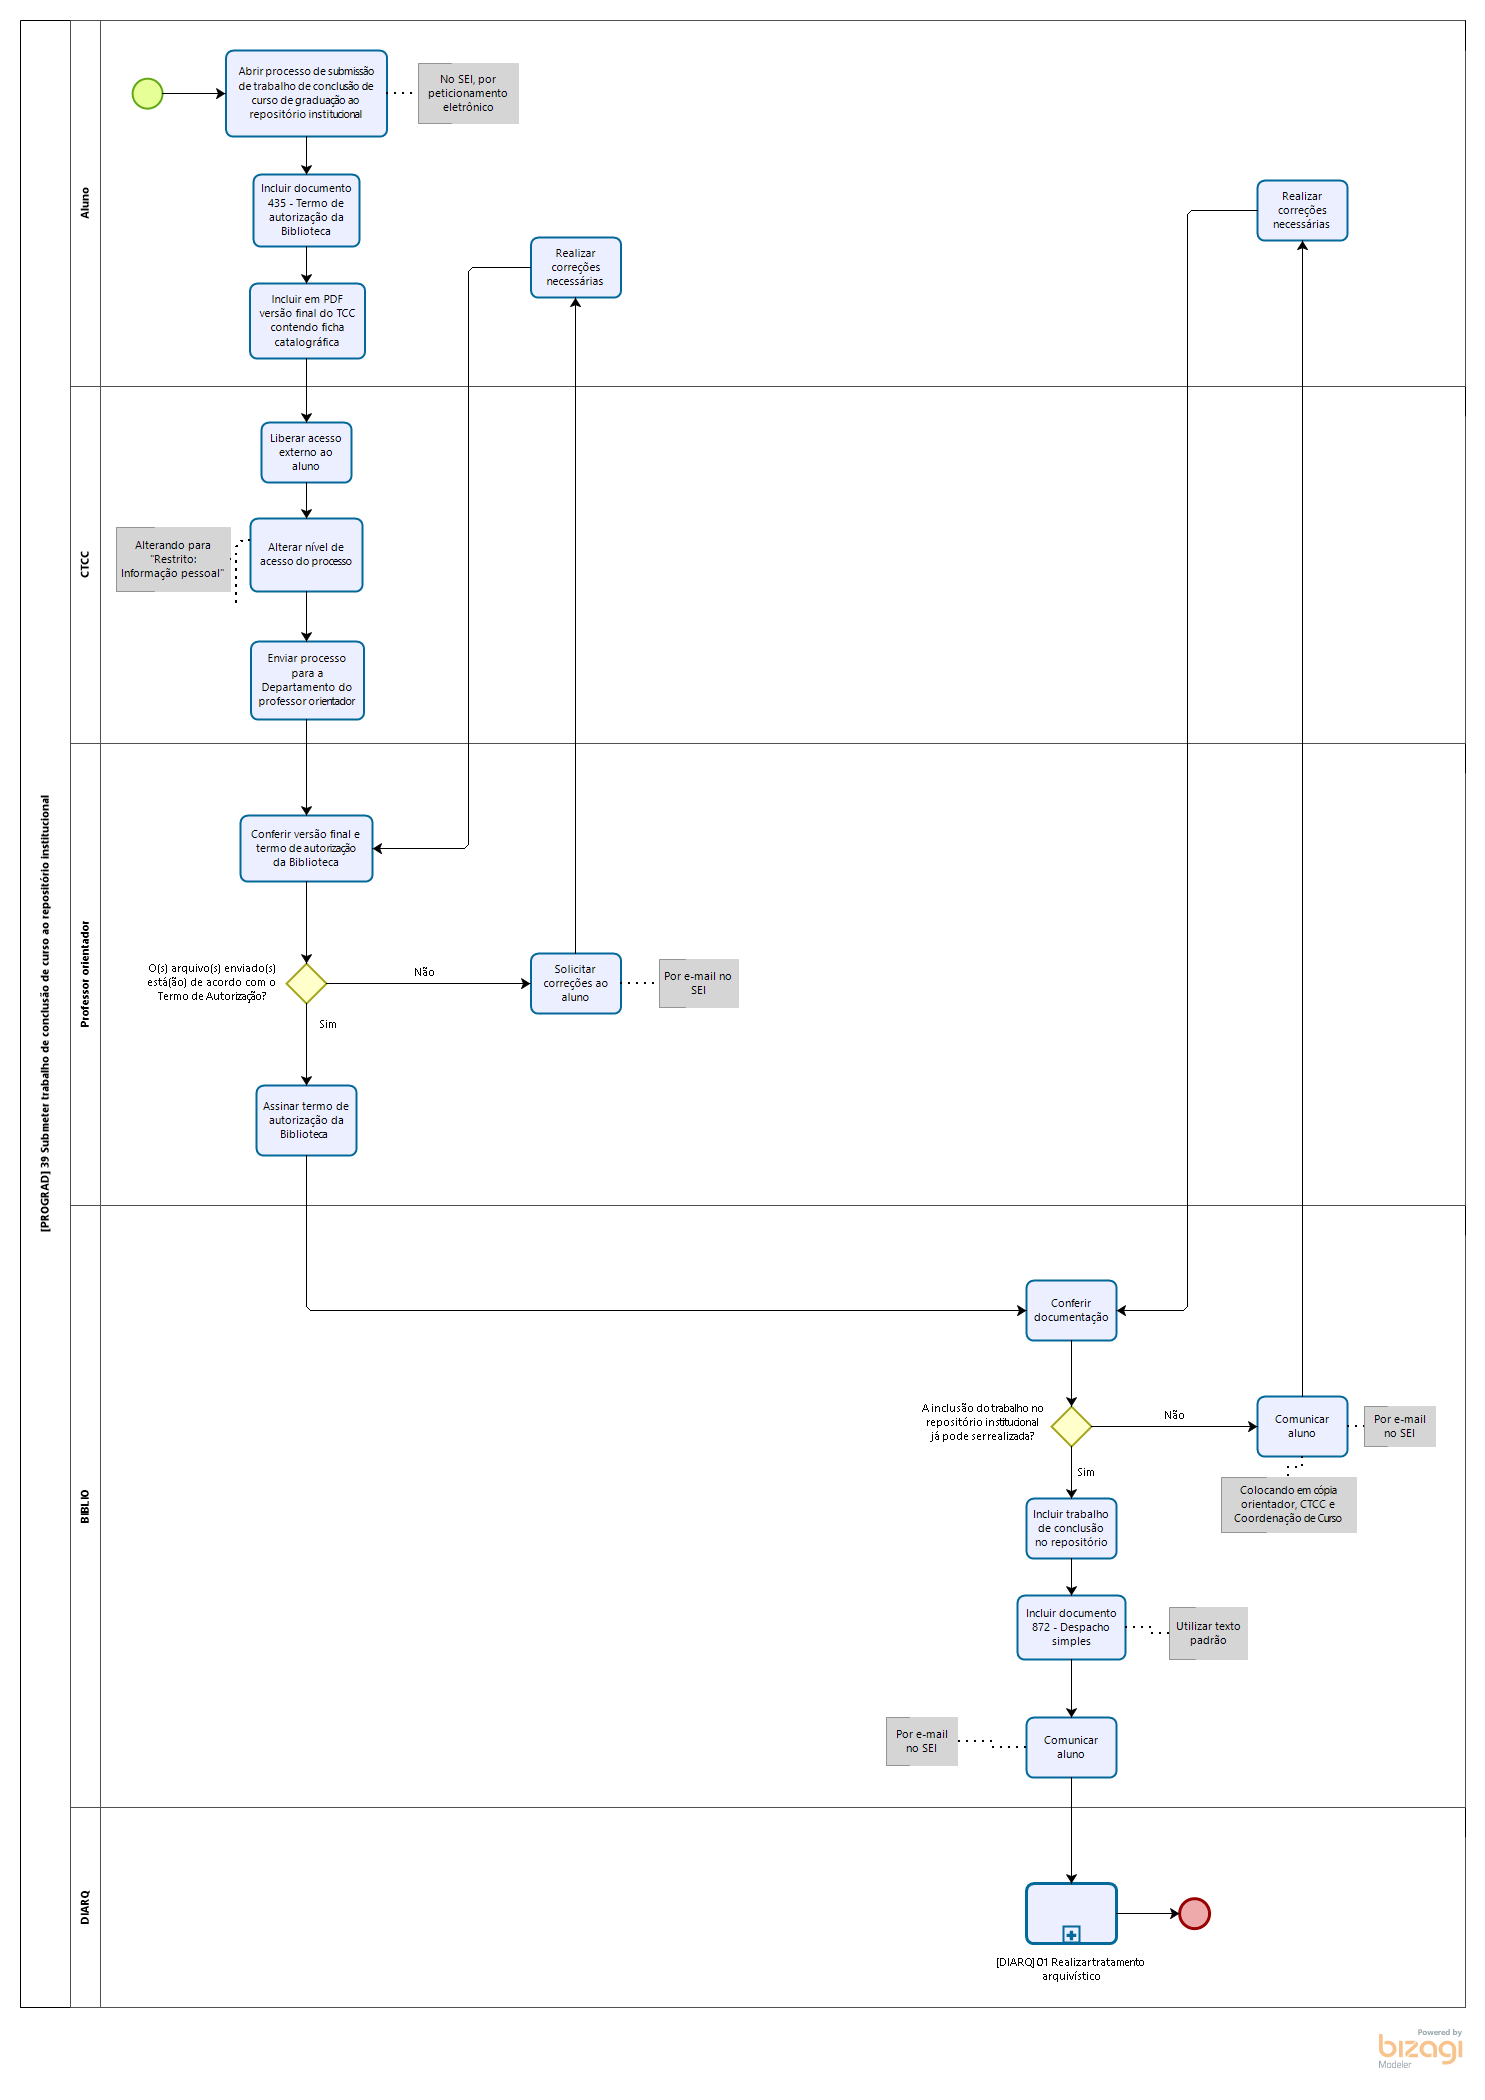 [PROGRAD] 39 Submeter trabalho de conclusão de curso ao repositório institucional
Aluno
Abrir processo de submissão
de trabalho de conclusão de
curso de graduação ao
repositório institucional
No SEI, por
peticionamento
eletrônico
Incluir documento
435 - Termo de
autorização da
Biblioteca
Realizar
correções
necessárias
Realizar
correções
necessárias
Incluir em PDF
versão final do TCC
contendo ficha
catalográfica
CTCC
Liberar acesso
externo ao
aluno
Alterando para
"Restrito:
Informação pessoal"
Alterar nível de
acesso do processo
Enviar processo
para a
Departamento do
professor orientador
Professor orientador
Conferir versão final e
termo de autorização
da Biblioteca
O(s) arquivo(s) enviado(s)
está(ão) de acordo com o
Termo de Autorização?
Não
Sim
Solicitar
correções ao
aluno
Por e-mail no
SEI
Assinar termo de
autorização da
Biblioteca
BIBLIO
Conferir
documentação
A inclusão do trabalho no
repositório institucional
já pode ser realizada?
Não
Sim
Comunicar
aluno
Por e-mail
no SEI
Colocando em cópia
orientador, CTCC e
Coordenação de Curso
Incluir trabalho
de conclusão
no repositório
Incluir documento
872 - Despacho
simples
Utilizar texto
padrão
Por e-mail
no SEI
Comunicar
aluno
DIARQ
[DIARQ] 01 Realizar tratamento
arquivístico
Powered by
bizagi
Modeler